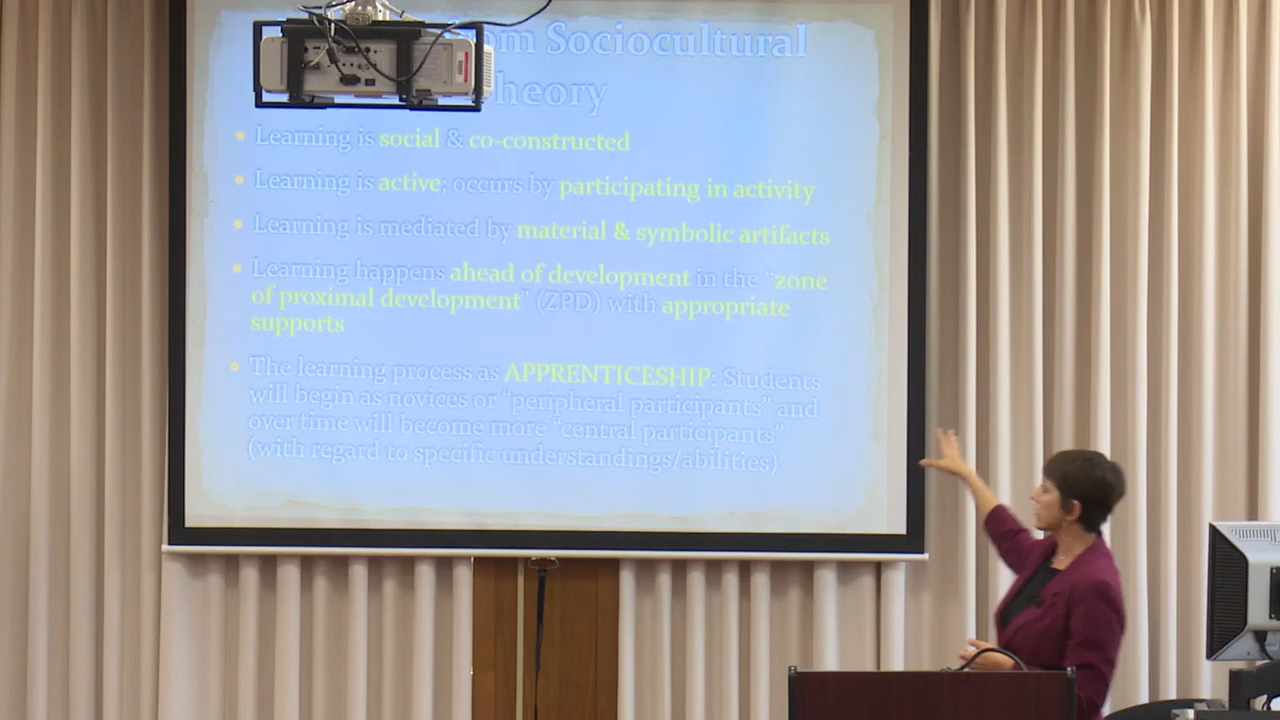 om Sociocultural
heory
• Learning is social & co-constructed
• Learning is active; occurs by participating in activity
• Learning is mediated by material & symbolic artifacts
• Learning happens ahead of development in the “zone
of proximal development” (ZPD) with appropriate
supports
• The learning process as APPRENTICESHIP: Students
will begin as novices or “peripheral participants” and
over time will become more “central participants”
(with regard to specific understandings/abilities)